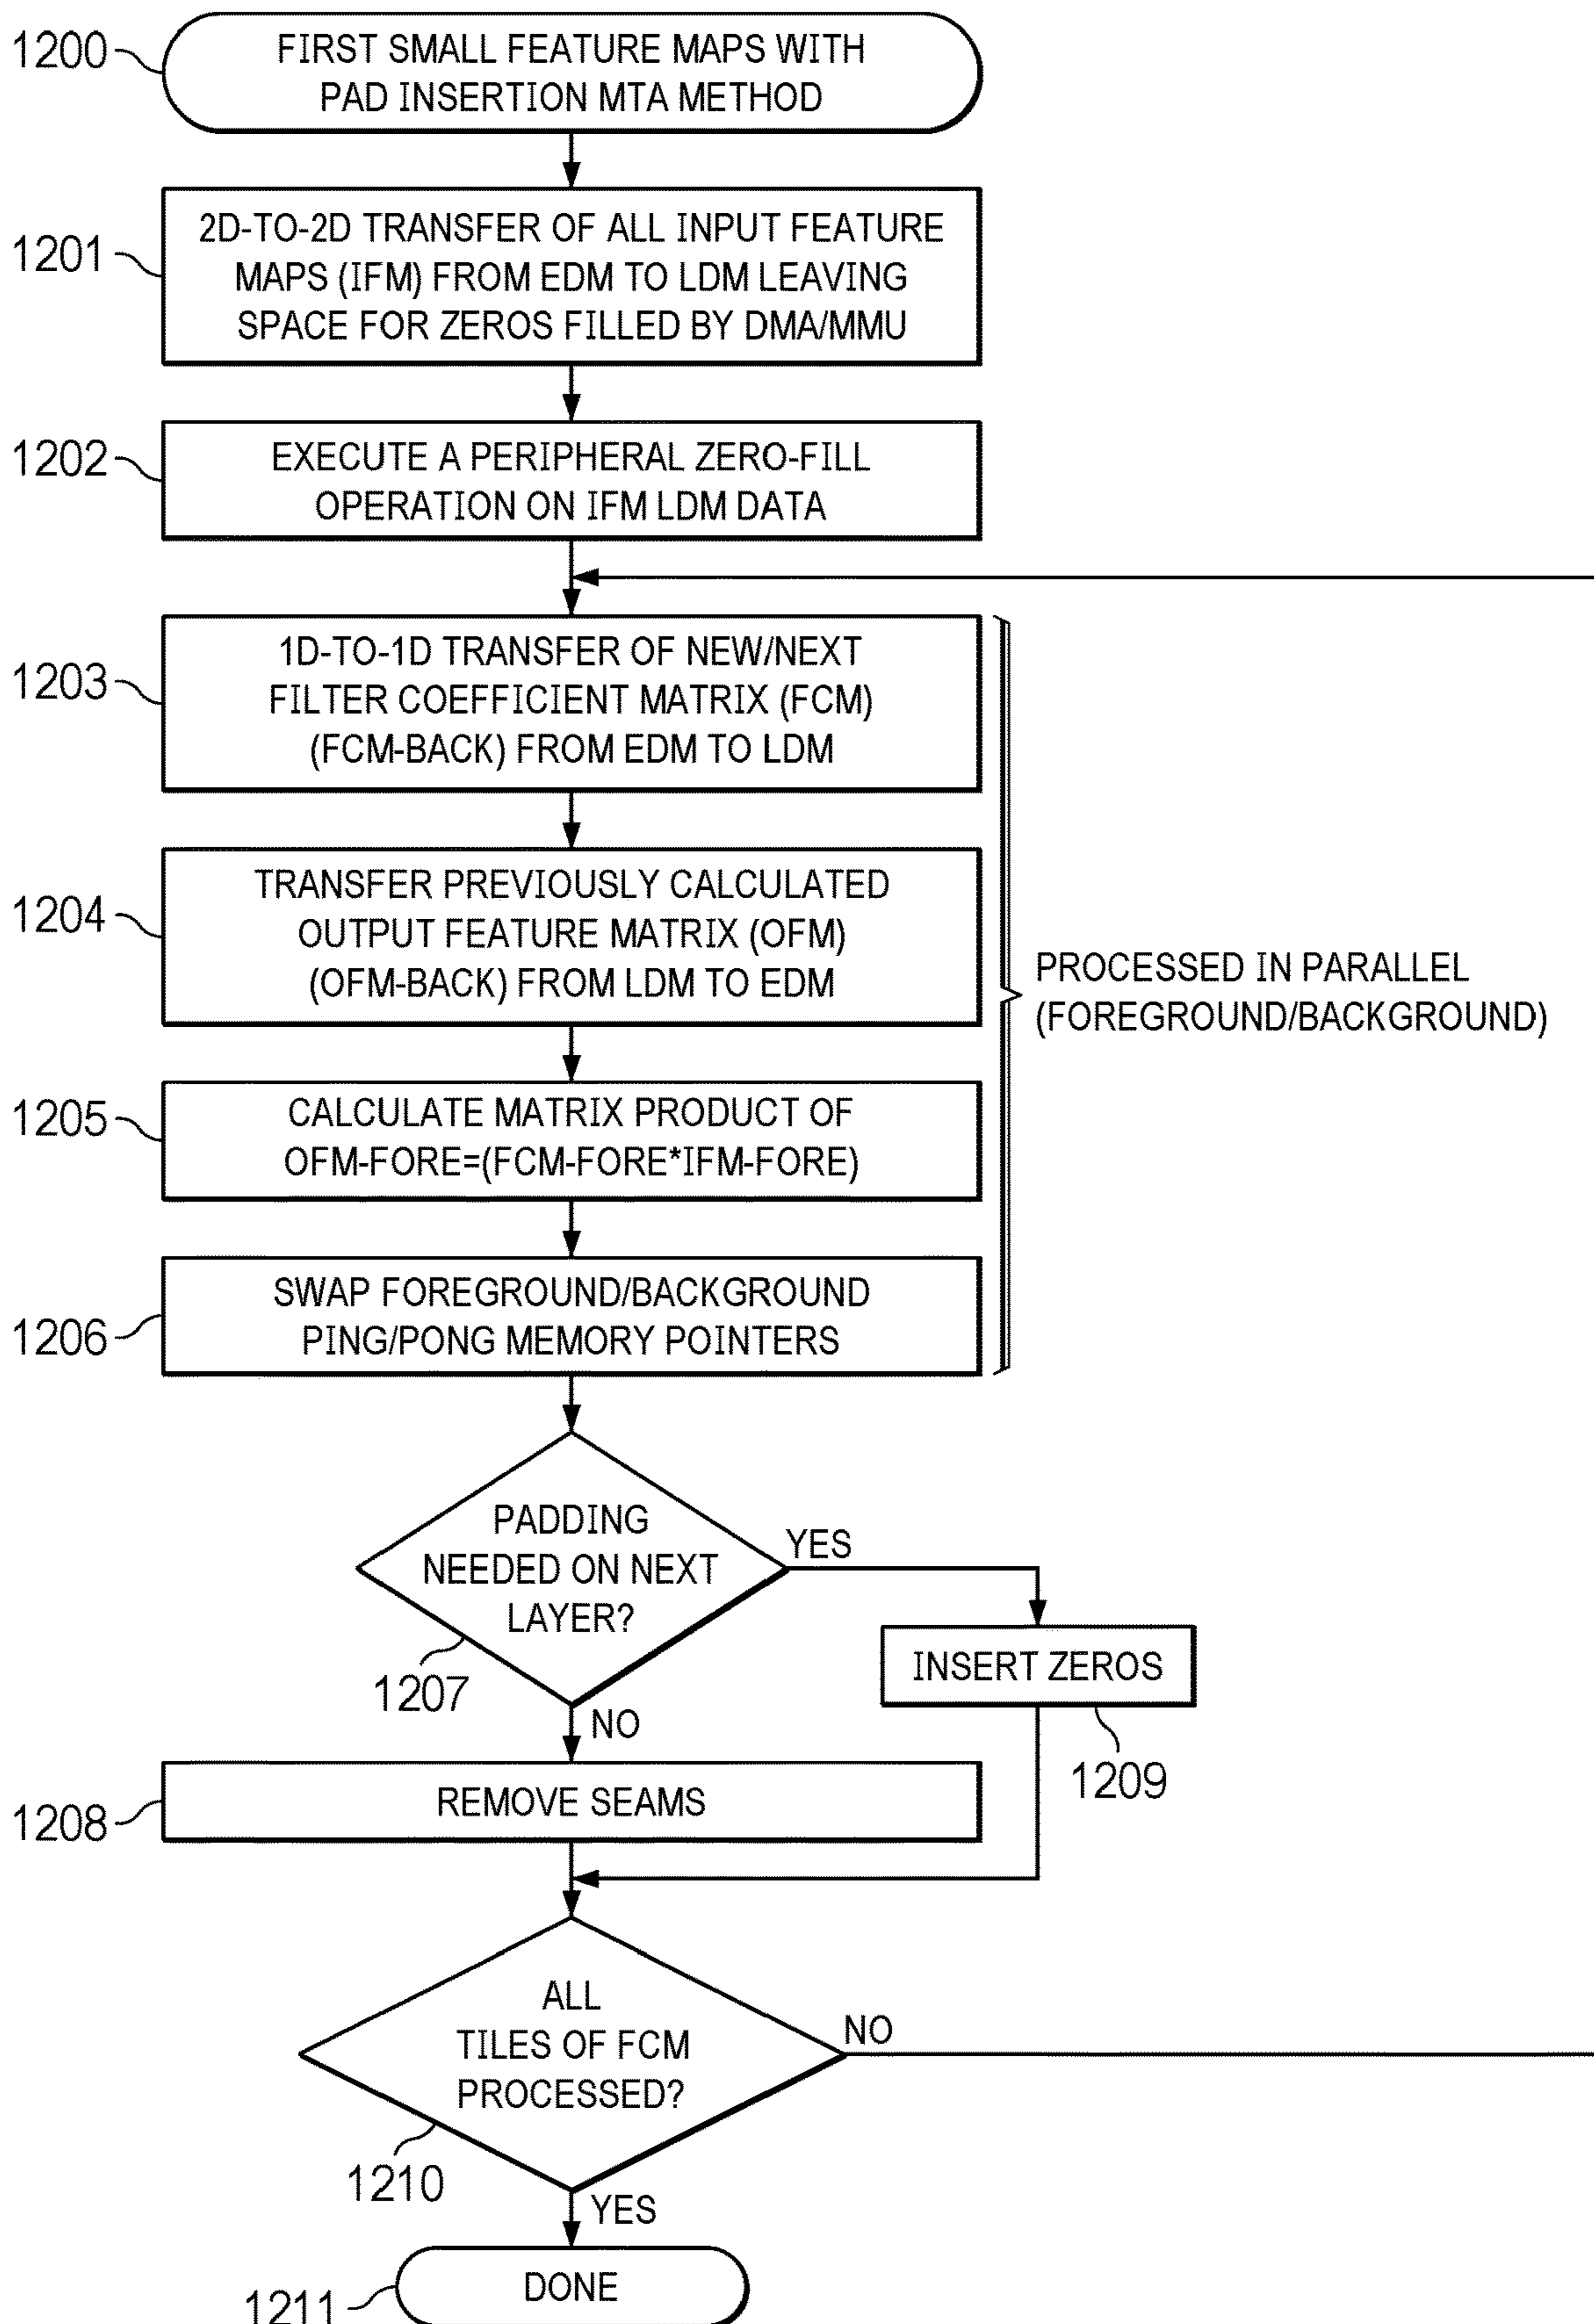 1200
FIRST SMALL FEATURE MAPS WITH
PAD INSERTION MTA METHOD
1201
2D-TO-2D TRANSFER OF ALL INPUT FEATURE
MAPS (IFM) FROM EDM TO LDM LEAVING
SPACE FOR ZEROS FILLED BY DMA/MMU
1202
EXECUTE A PERIPHERAL ZERO-FILL
OPERATION ON IFM LDM DATA
1203
1D-TO-1D TRANSFER OF NEW/NEXT
FILTER COEFFICIENT MATRIX (FCM)
(FCM-BACK) FROM EDM TO LDM
1204
TRANSFER PREVIOUSLY CALCULATED
OUTPUT FEATURE MATRIX (OFM)
(OFM-BACK) FROM LDM TO EDM
PROCESSED IN PARALLEL
(FOREGROUND/BACKGROUND)
1205
CALCULATE MATRIX PRODUCT OF
OFM-FORE=(FCM-FORE*IFM-FORE)
1206
SWAP FOREGROUND/BACKGROUND
PING/PONG MEMORY POINTERS
PADDING
NEEDED ON NEXT
LAYER?
YES
1207
NO
INSERT ZEROS
1209
1208
REMOVE SEAMS
ALL
TILES OF FCM
PROCESSED?
NO
1210
YES
DONE
1211